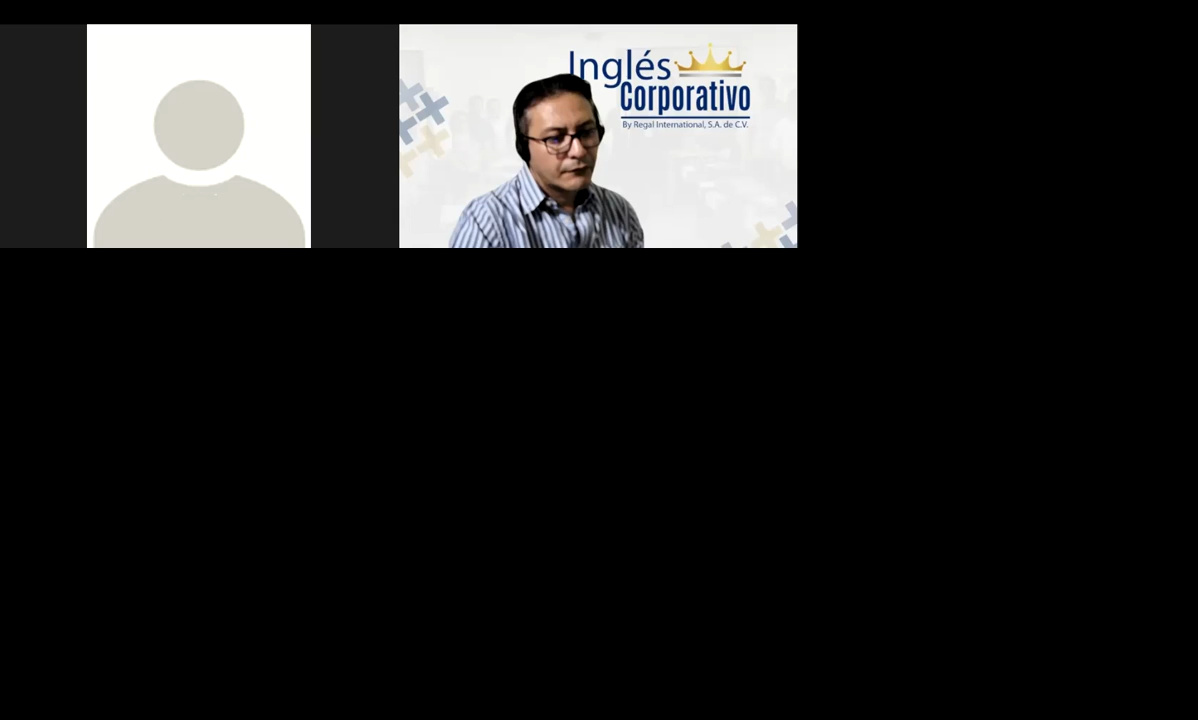 Inglés
Corporativo
By Regal International, S.A. de C.V.